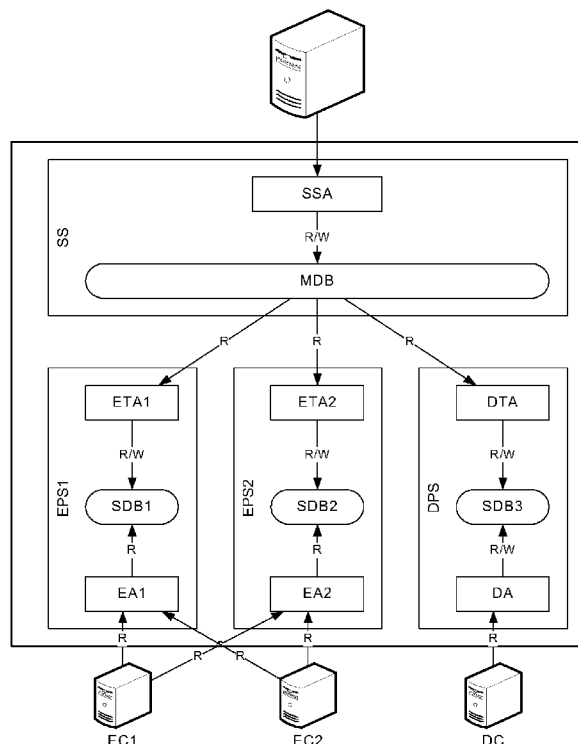 SSA
R/W
SS
MDB
R R R
ETA1 ETA2 DTA
R/W R/W R/W
EPS1 SDB1 EPS2 SDB2 DPS SDB3
R R R/W
EA1 EA2 DA
R R R
R R
EC1 EC2 DC